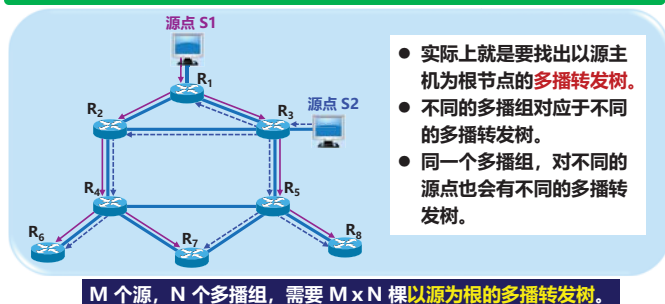 源点 S1
R1
R2
R3
源点 S2
R4
R5
R6
R7
R8
● 实际上就是要找出以源主
机为根节点的多播转发树。
● 不同的多播组对应于不同
的多播转发树。
● 同一个多播组，对不同的
源点也会有不同的多播转
发树。
M 个源，N 个多播组，需要 M x N 棵以源为根的多播转发树。